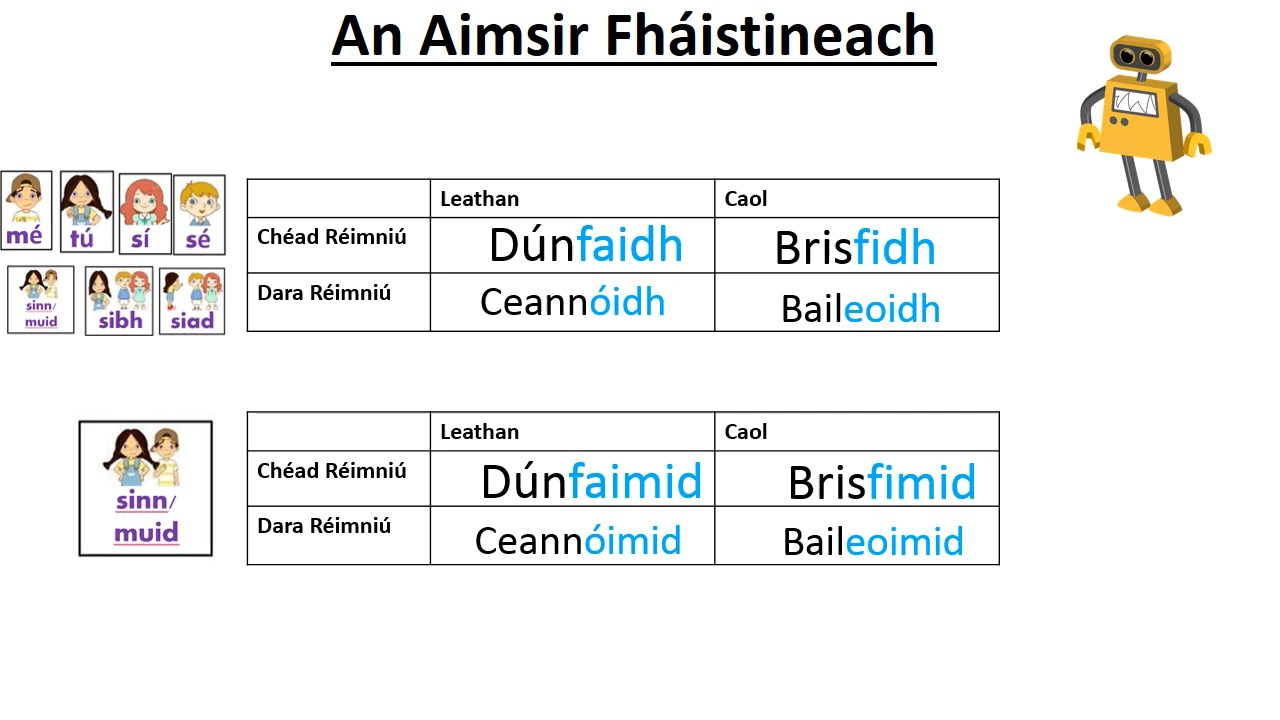 An Aimsir Fháistineach
mé tú sí sé
sinn/
muid
sibh siad
Leathan Caol
Chéad Réimniú Dúnfaidh Brisfidh
Dara Réimniú Ceannóidh Baileoidh
sinn/
muid
Leathan Caol
Chéad Réimniú Dúnfaimid Brisfimid
Dara Réimniú Ceannóimid Baileoimid